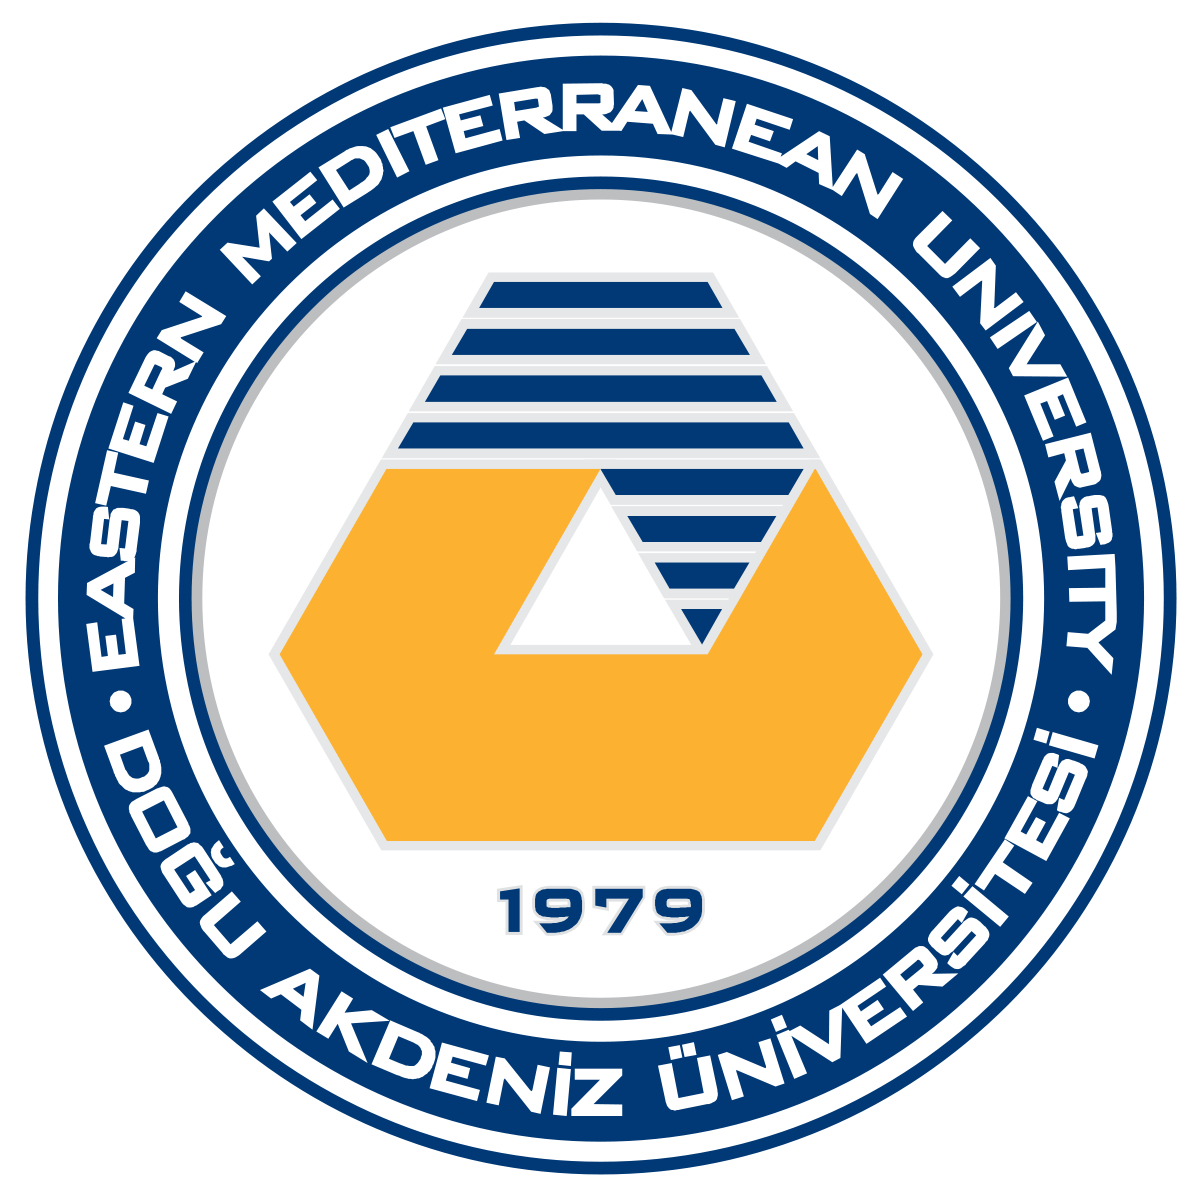 EASTERN MEDITERRANEAN UNIVERSITY
1979
• DOĞU AKDENİZ ÜNİVERSİTESİ •